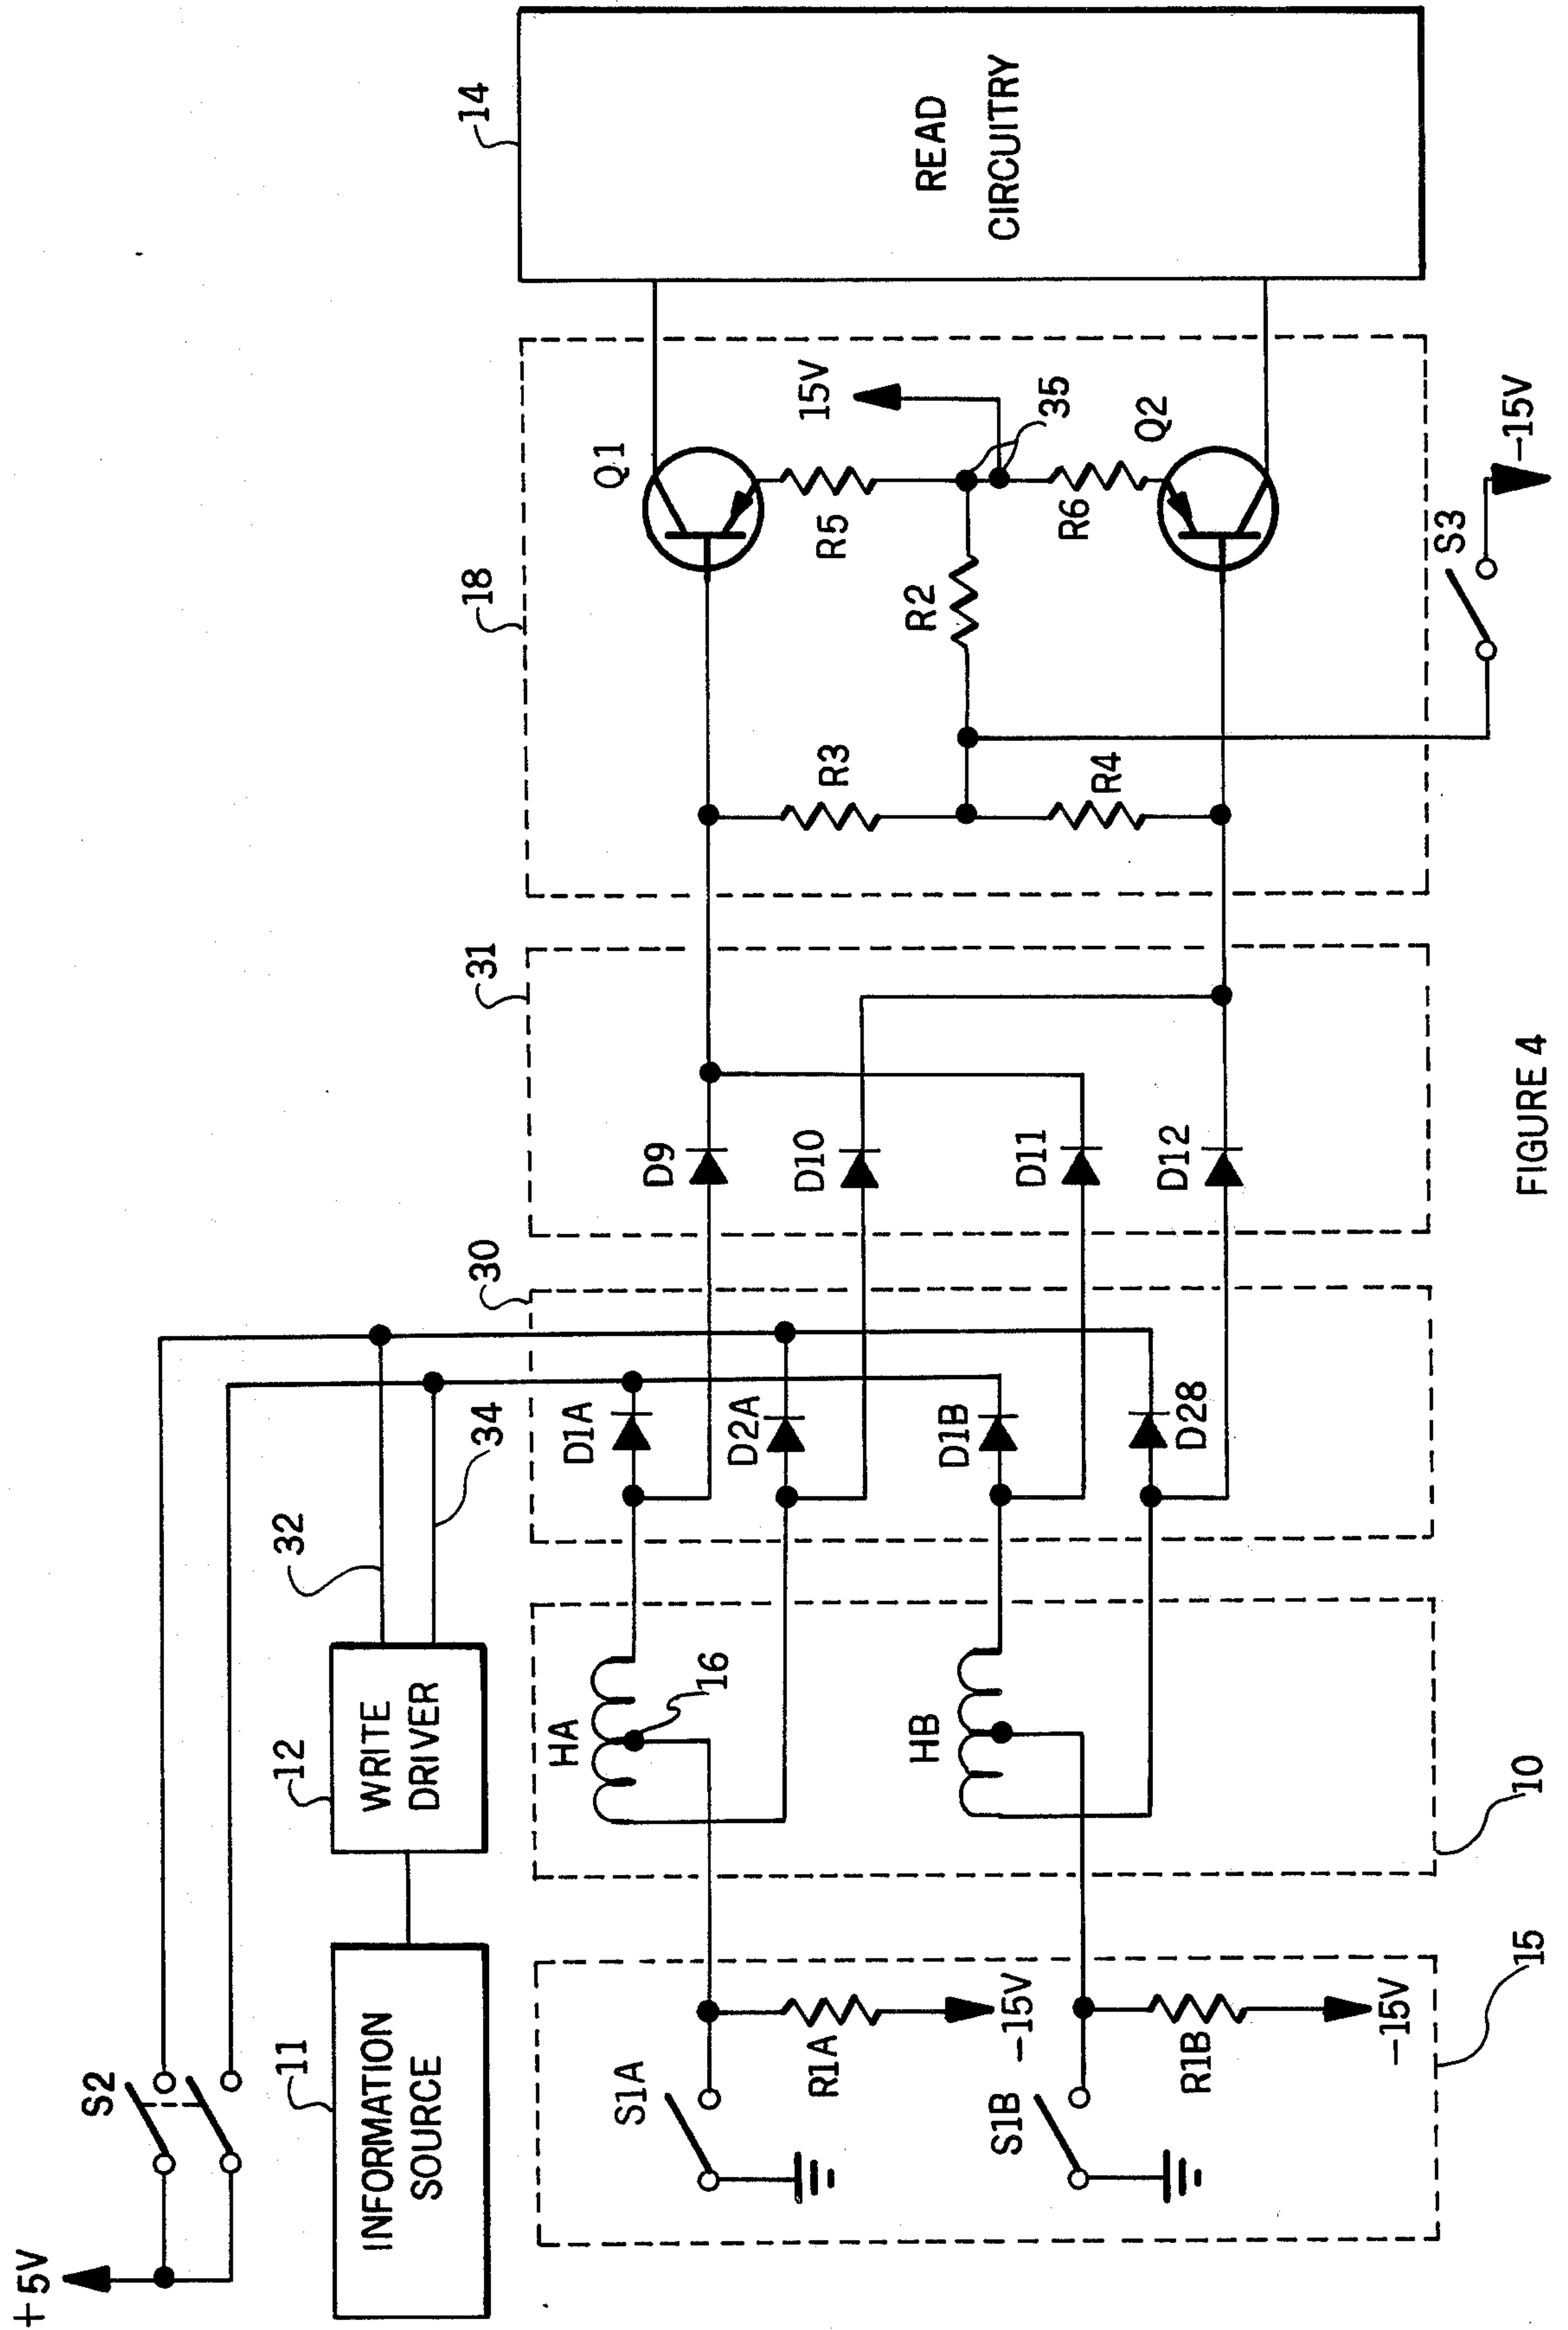 +5V
S2
11
INFORMATION
SOURCE
12
WRITE
DRIVER
32
34
S1A
R1A
-15V
S1B
R1B
-15V
15
HA
16
HB
10
30
D1A
D2A
D1B
D28
31
D9
D10
D11
D12
18
R3
R4
R2
Q1
R5
15V
35
R6
Q2
S3
-15V
14
READ
CIRCUITRY
FIGURE 4